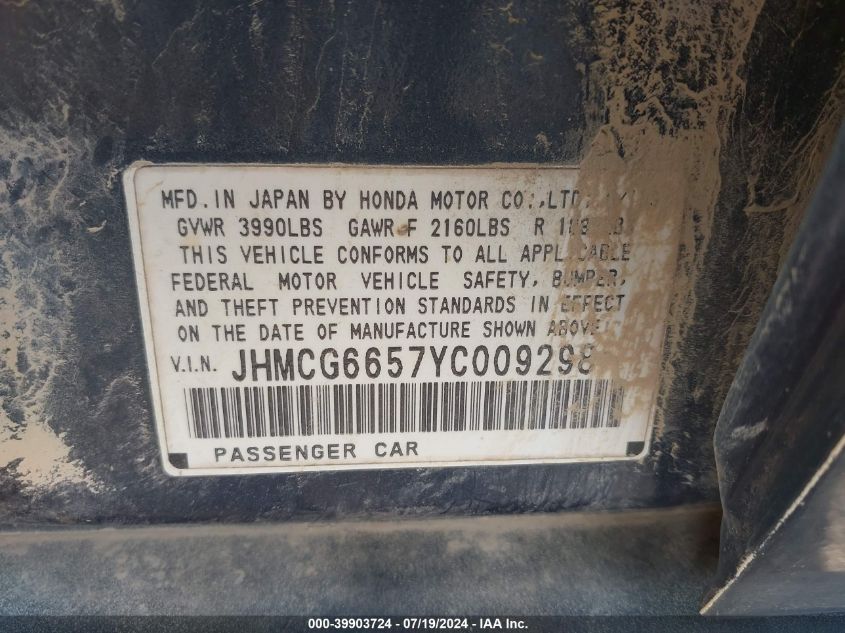 MFD. IN JAPAN BY HONDA MOTOR CO.,LTD.
GVWR 3990LBS GAWR F 2160LBS R
THIS VEHICLE CONFORMS TO ALL APPLICABLE
FEDERAL MOTOR VEHICLE SAFETY, BUMPER,
AND THEFT PREVENTION STANDARDS IN EFFECT
ON THE DATE OF MANUFACTURE SHOWN ABOVE.
V.I.N. JHMCG6657YC009298
PASSENGER CAR
000-39903724 - 07/19/2024 - IAA Inc.